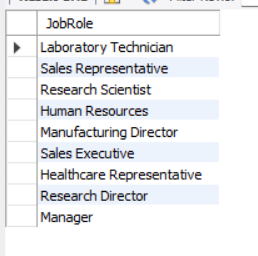 JobRole
Laboratory Technician
Sales Representative
Research Scientist
Human Resources
Manufacturing Director
Sales Executive
Healthcare Representative
Research Director
Manager